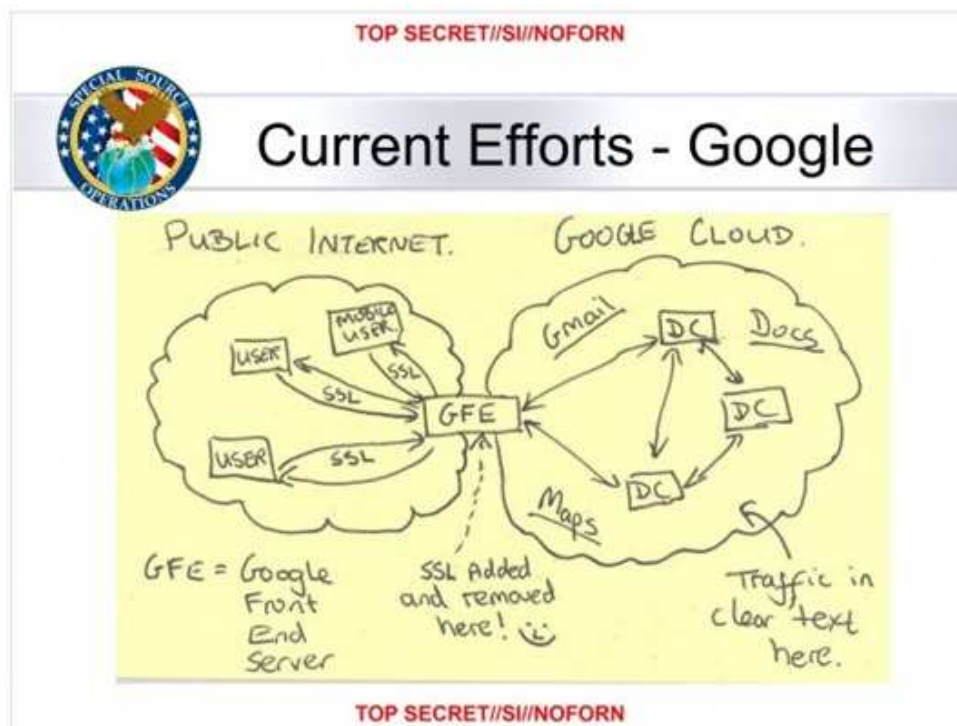 TOP SECRET//SI//NOFORN
SPECIAL SOURCE
OPERATIONS
Current Efforts - Google
PUBLIC INTERNET.
GOOGLE CLOUD.
MOBILE
USER.
USER
SSL
SSL
USER
SSL
GFE
Gmail
DC
Docs
DC
DC
Maps
GFE = Google
Front
End
Server
SSL Added
and removed
here!
Traffic in
clear text
here.
TOP SECRET//SI//NOFORN